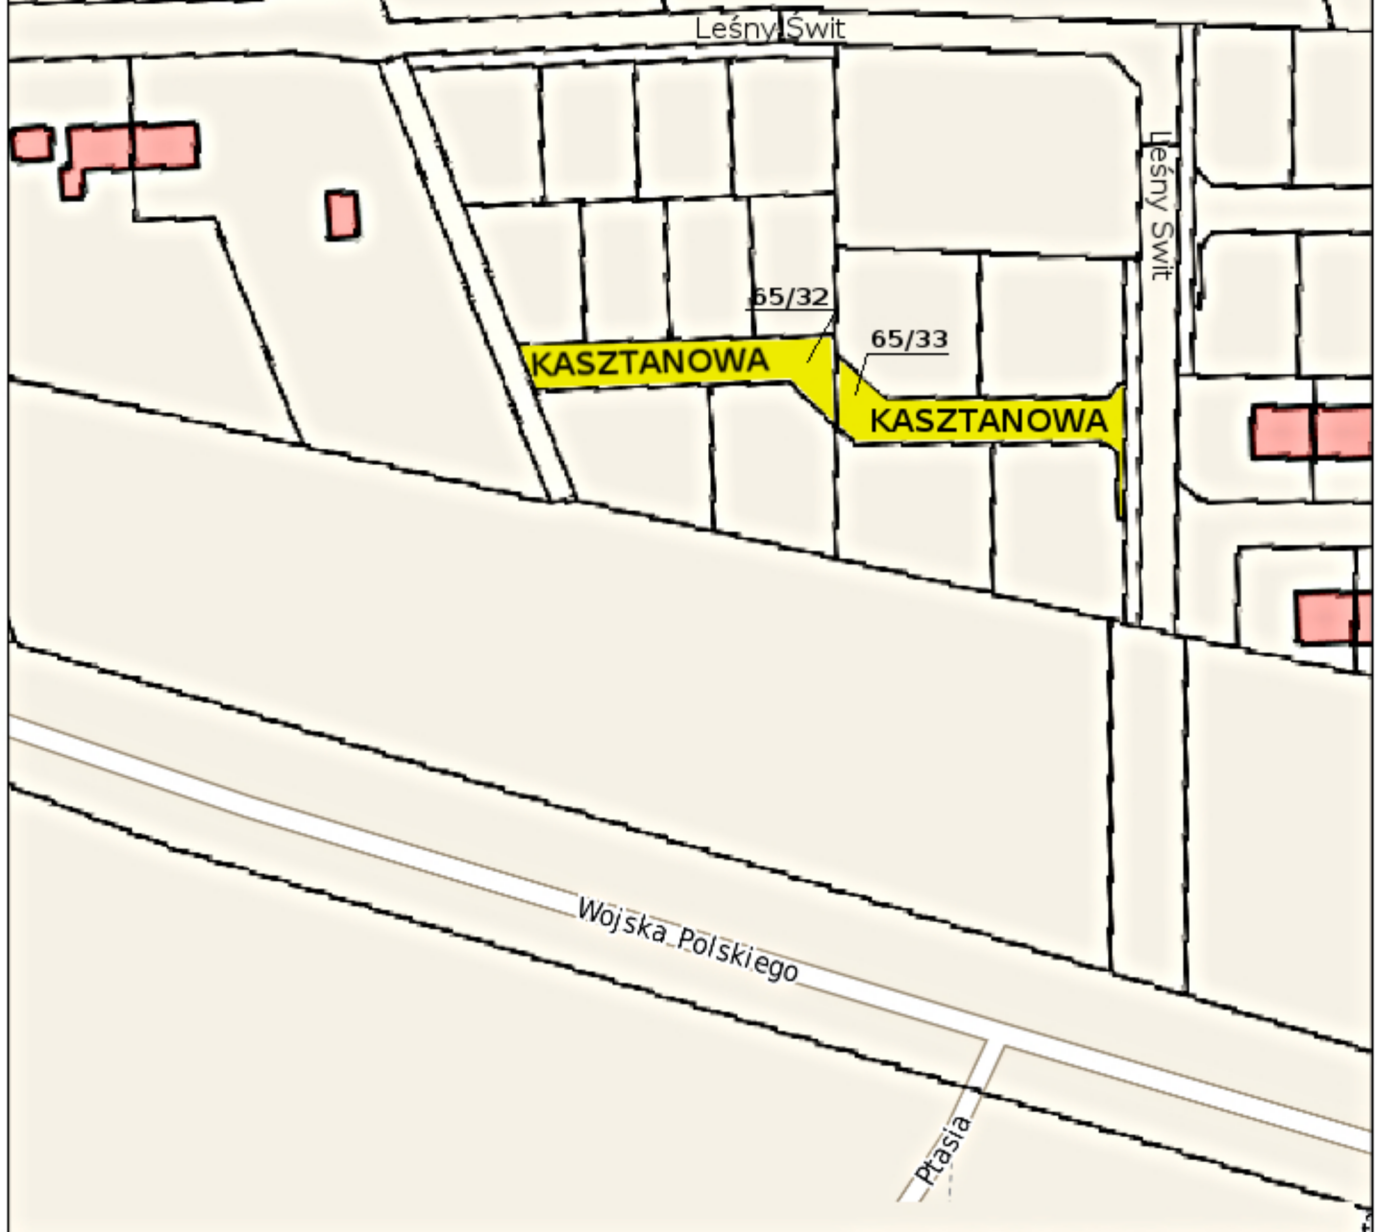 Leśny Świt
Leśny Świt
65/32
65/33
KASZTANOWA
KASZTANOWA
Wojska Polskiego
Ptasia